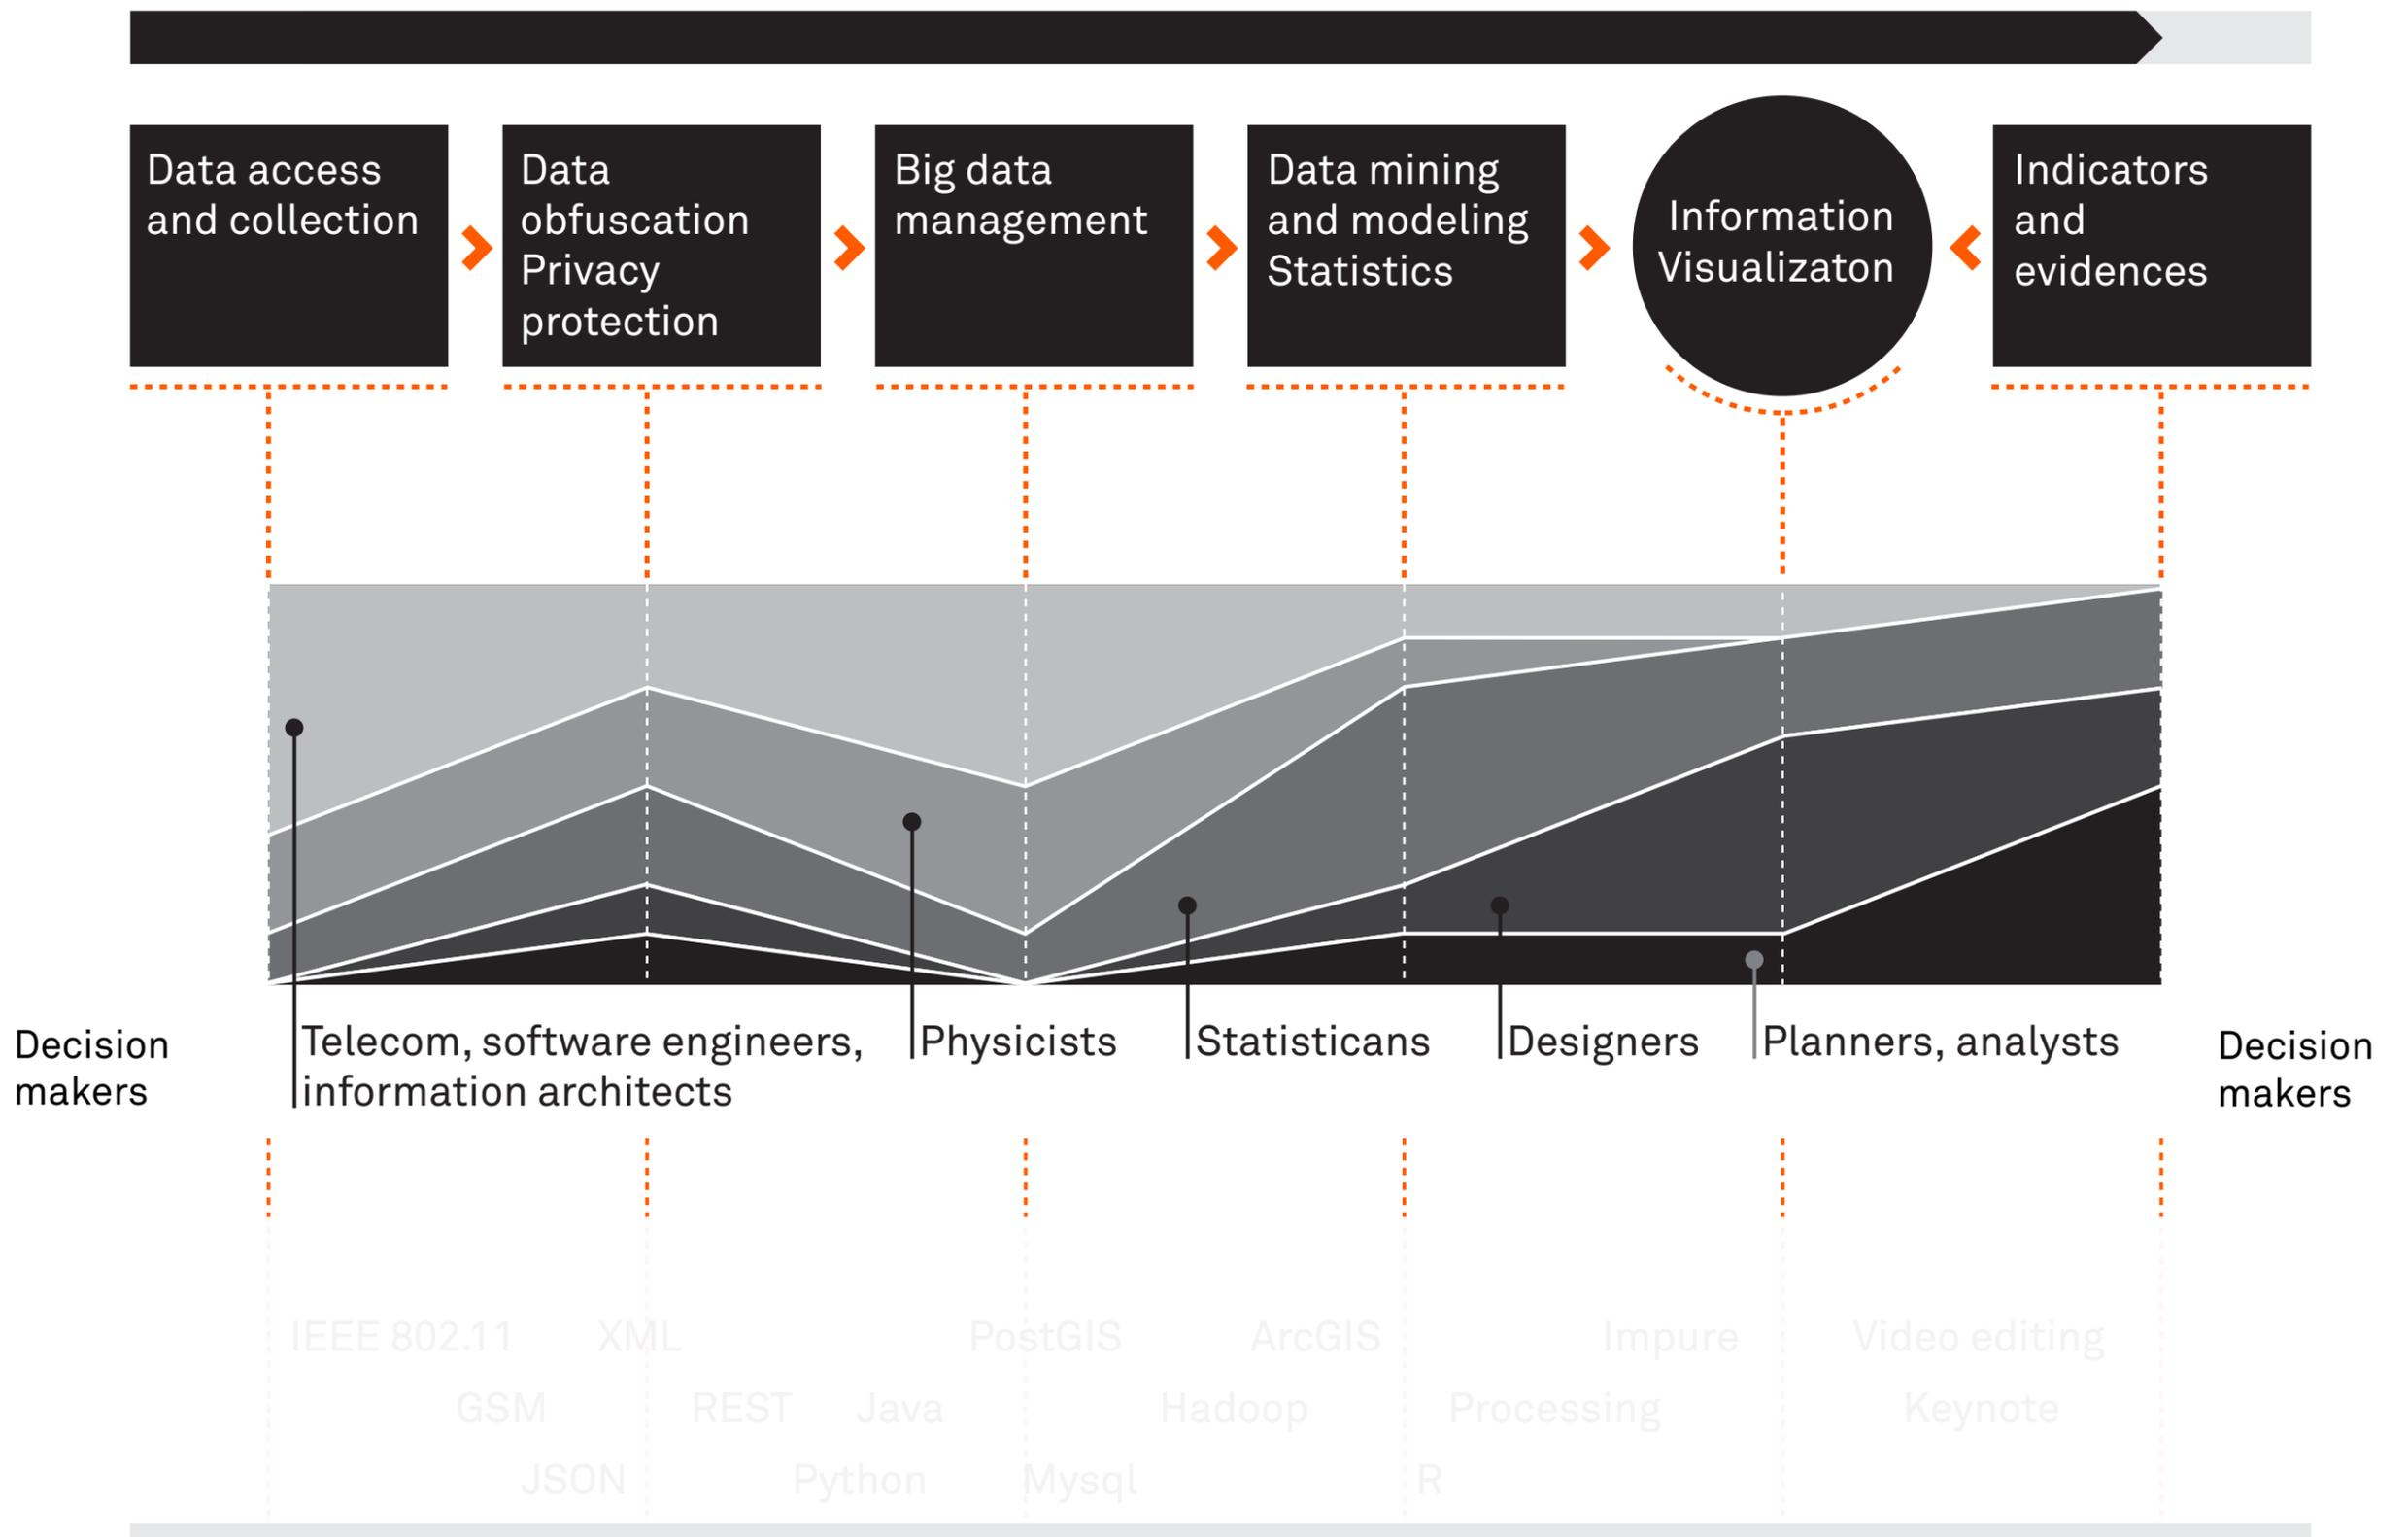 Data access
and collection
Data
obfuscation
Privacy
protection
Big data
management
Data mining
and modeling
Statistics
Information
Visualizaton
Indicators
and
evidences
Decision
makers
Telecom, software engineers,
information architects
Physicists
Statisticans
Designers
Planners, analysts
Decision
makers
IEEE 802.11
XML
PostGIS
ArcGIS
Impure
Video editing
GSM
REST
Java
Hadoop
Processing
Keynote
JSON
Python
Mysql
R